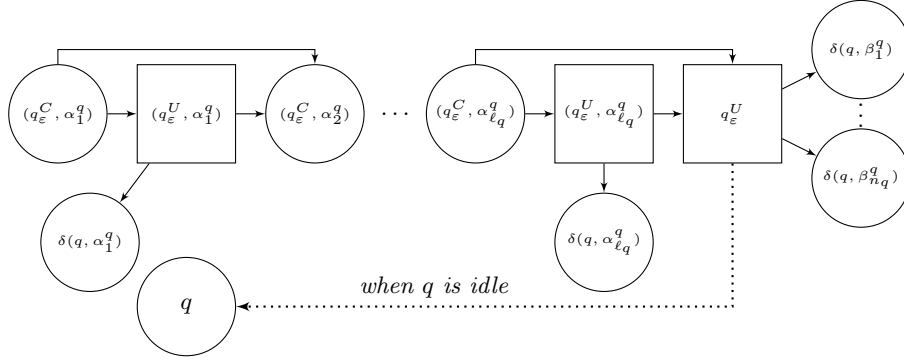 (q_ε^C, α_1^q)
(q_ε^U, α_1^q)
(q_ε^C, α_2^q)
···
(q_ε^C, α_{ℓ_q}^q)
(q_ε^U, α_{ℓ_q}^q)
q_ε^U
δ(q, β_1^q)
⋮
δ(q, β_{n_q}^q)
δ(q, α_1^q)
δ(q, α_{ℓ_q}^q)
when q is idle
q